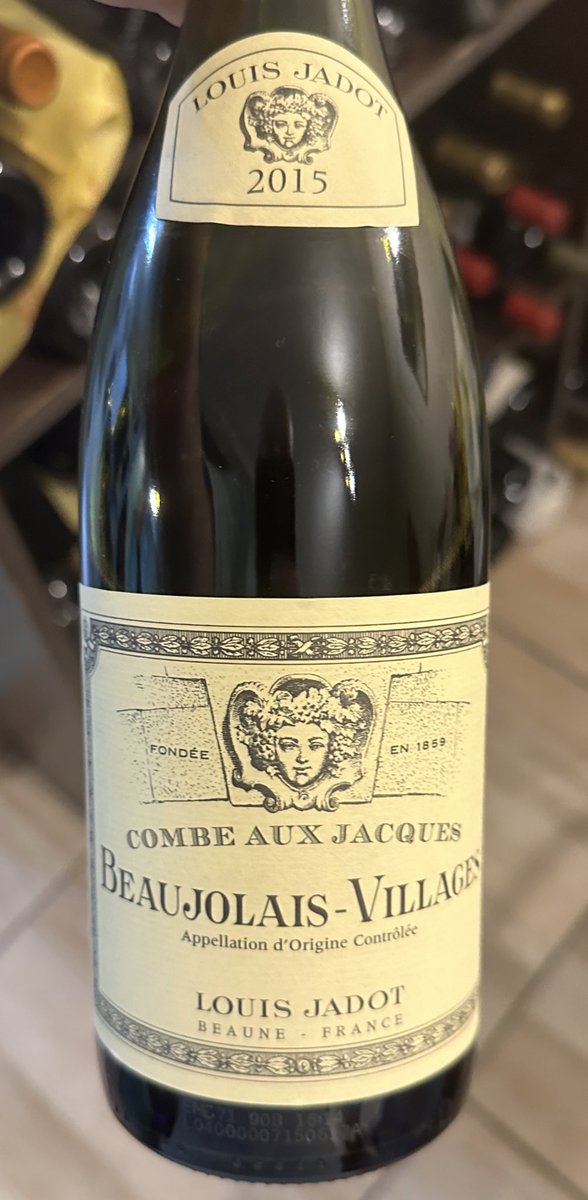 LOUIS JADOT
2015
FONDÉE EN 1859
COMBE AUX JACQUES
BEAUJOLAIS-VILLAGES
Appellation d'Origine Contrôlée
LOUIS JADOT
BEAUNE - FRANCE